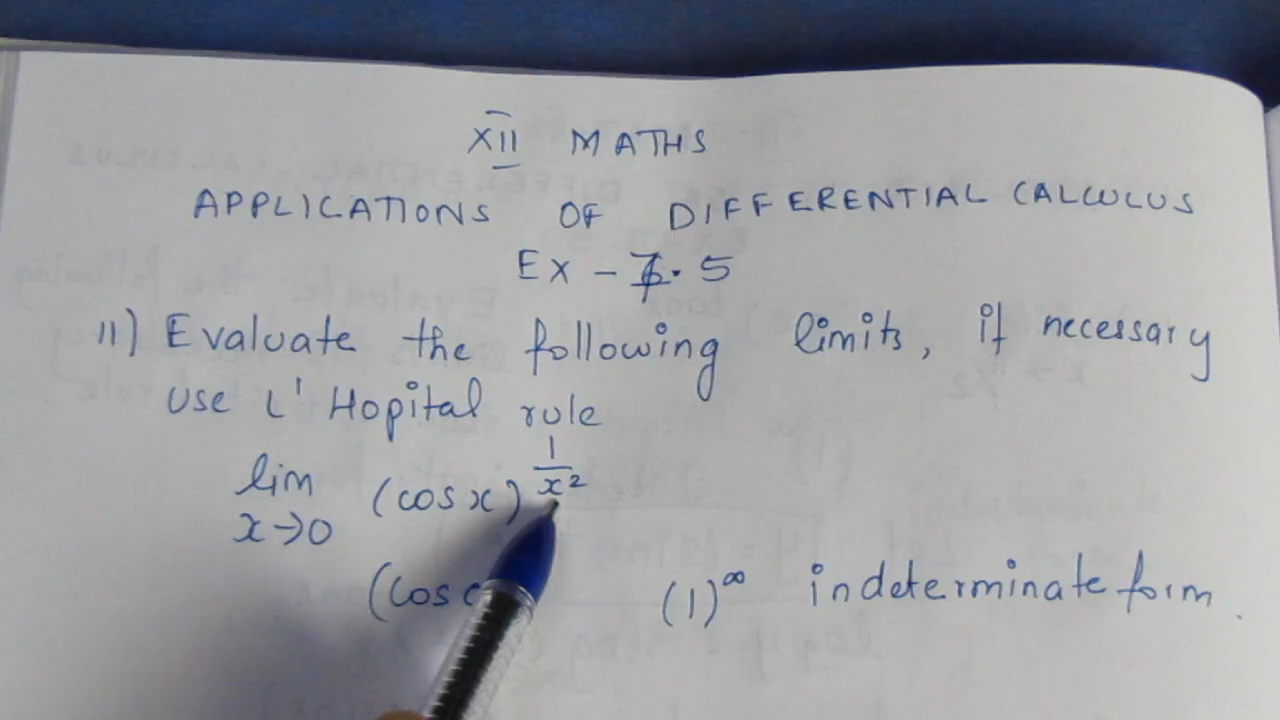 XII MATHS
APPLICATIONS OF DIFFERENTIAL CALCULUS
EX - 7.5
11) Evaluate the following limits, if necessary
use L' Hopital rule
lim x→0 (cos x)^(1/x²)
(cos (1)^∞ indeterminate form.